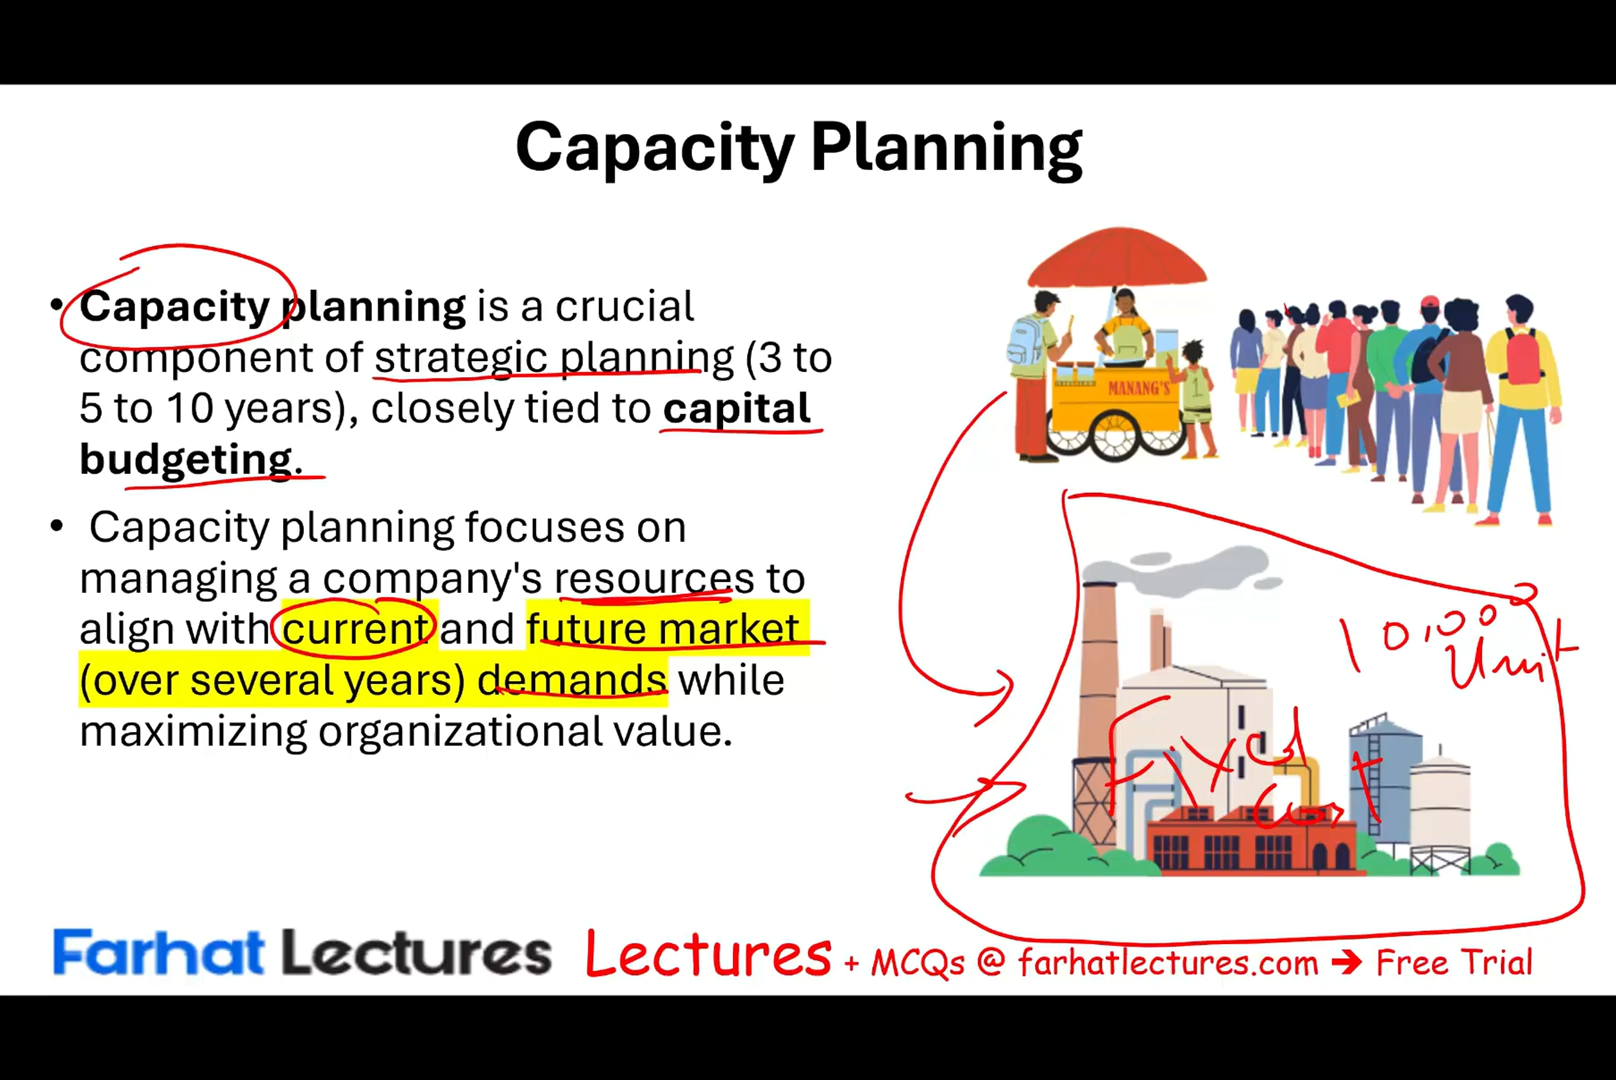 Capacity Planning
• Capacity planning is a crucial
component of strategic planning (3 to
5 to 10 years), closely tied to capital
budgeting.
• Capacity planning focuses on
managing a company's resources to
align with current and future market
(over several years) demands while
maximizing organizational value.
MANANG'S
1
10,000
Unit
Fixed
Cost
Farhat Lectures Lectures + MCQs @ farhatlectures.com → Free Trial